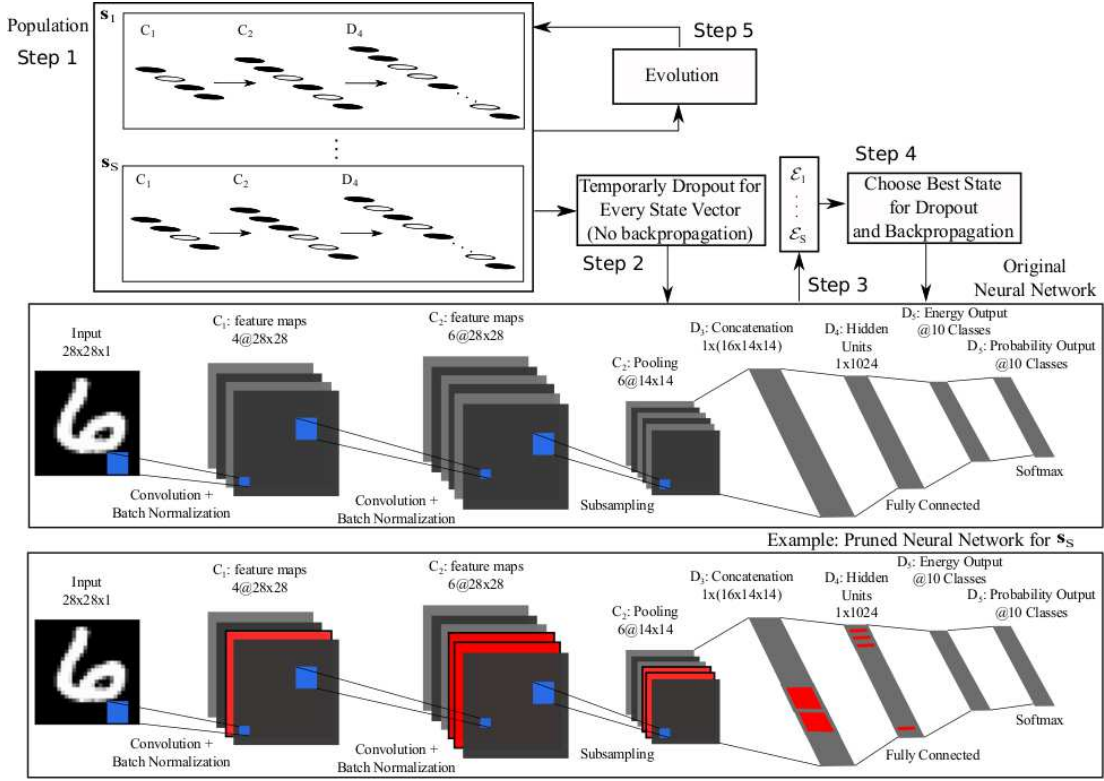 Population
Step 1
s₁
C₁ C₂ D₄
s_S
C₁ C₂ D₄
Step 5
Evolution
Temporarly Dropout for
Every State Vector
(No backpropagation)
Step 2
ℰ₁
ℰ_S
Step 3
Step 4
Choose Best State
for Dropout
and Backpropagation
Original
Neural Network
Input
28x28x1
C₁: feature maps
4@28x28
C₂: feature maps
6@28x28
C₂: Pooling
6@14x14
D₃: Concatenation
1x(16x14x14)
D₄: Hidden
Units
1x1024
D₅: Energy Output
@10 Classes
D₅: Probability Output
@10 Classes
Convolution +
Batch Normalization
Convolution +
Batch Normalization
Subsampling
Fully Connected
Softmax
Example: Pruned Neural Network for s_S
Input
28x28x1
C₁: feature maps
4@28x28
C₂: feature maps
6@28x28
C₂: Pooling
6@14x14
D₃: Concatenation
1x(16x14x14)
D₄: Hidden
Units
1x1024
D₅: Energy Output
@10 Classes
D₅: Probability Output
@10 Classes
Convolution +
Batch Normalization
Convolution +
Batch Normalization
Subsampling
Fully Connected
Softmax